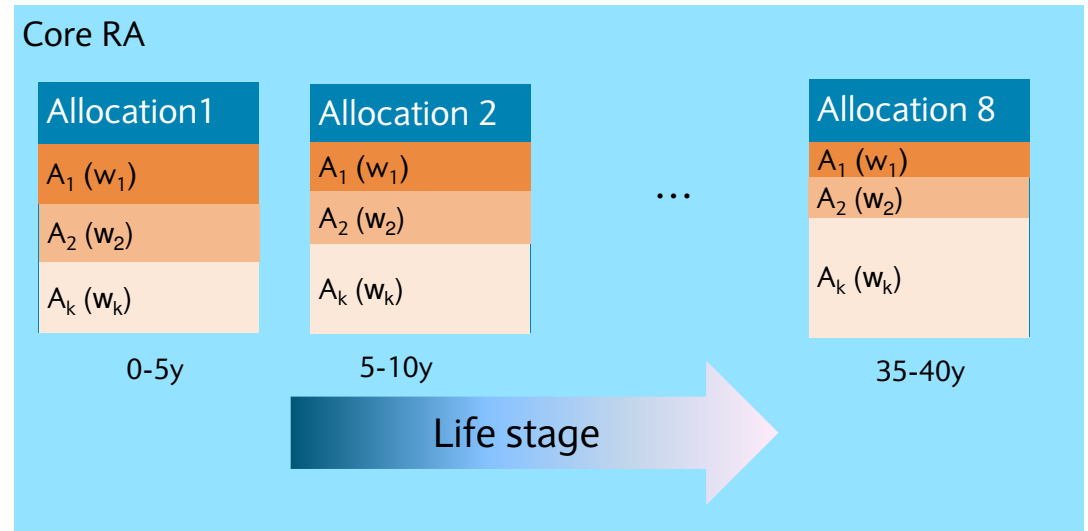 Core RA
Allocation1
A₁ (w₁)
A₂ (w₂)
Aₖ (wₖ)
0-5y
Allocation 2
A₁ (w₁)
A₂ (w₂)
Aₖ (wₖ)
5-10y
...
Allocation 8
A₁ (w₁)
A₂ (w₂)
Aₖ (wₖ)
35-40y
Life stage